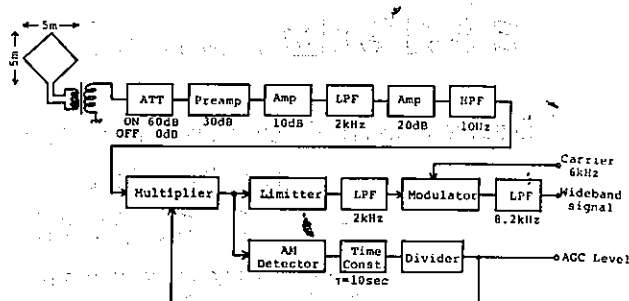 5m
5m
ATT
Preamp
Amp
LPF
Amp
HPF
ON 60dB
OFF 0dB
30dB
10dB
2kHz
20dB
10Hz
Carrier
6kHz
Multiplier
Limitter
LPF
Modulator
LPF
Wideband
signal
2kHz
8.2kHz
AM
Detector
Time
Const.
Divider
AGC Level
τ=10sec